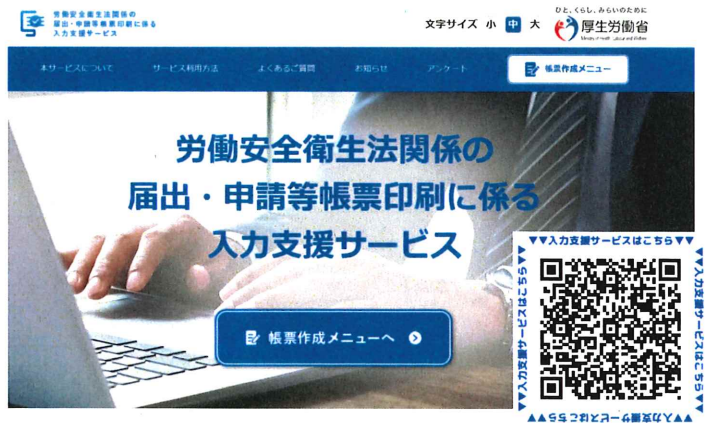 労働安全衛生法関係の
届出・申請等帳票印刷に係る
入力支援サービス
文字サイズ 小 中 大
ひと、くらし、みらいのために
厚生労働省
Ministry of Health, Labour and Welfare
本サービスについて サービス利用方法 よくあるご質問 お知らせ アンケート 帳票作成メニュー
労働安全衛生法関係の
届出・申請等帳票印刷に係る
入力支援サービス
帳票作成メニューへ
▼▼入力支援サービスはこちら▼▼
▼▼入力支援サービスはこちら▼▼
▼▼入力支援サービスはこちら▼▼
▼▼入力支援サービスはこちら▼▼